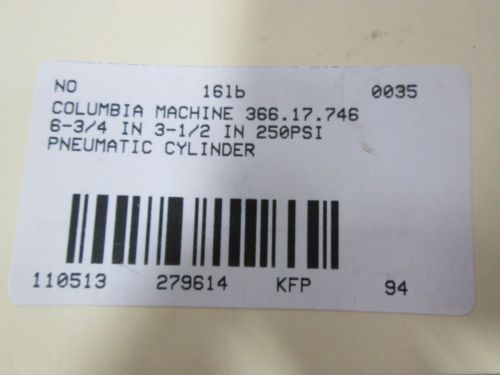 NO 16lb 0035
COLUMBIA MACHINE 366.17.746
6-3/4 IN 3-1/2 IN 250PSI
PNEUMATIC CYLINDER
110513 279614 KFP 94